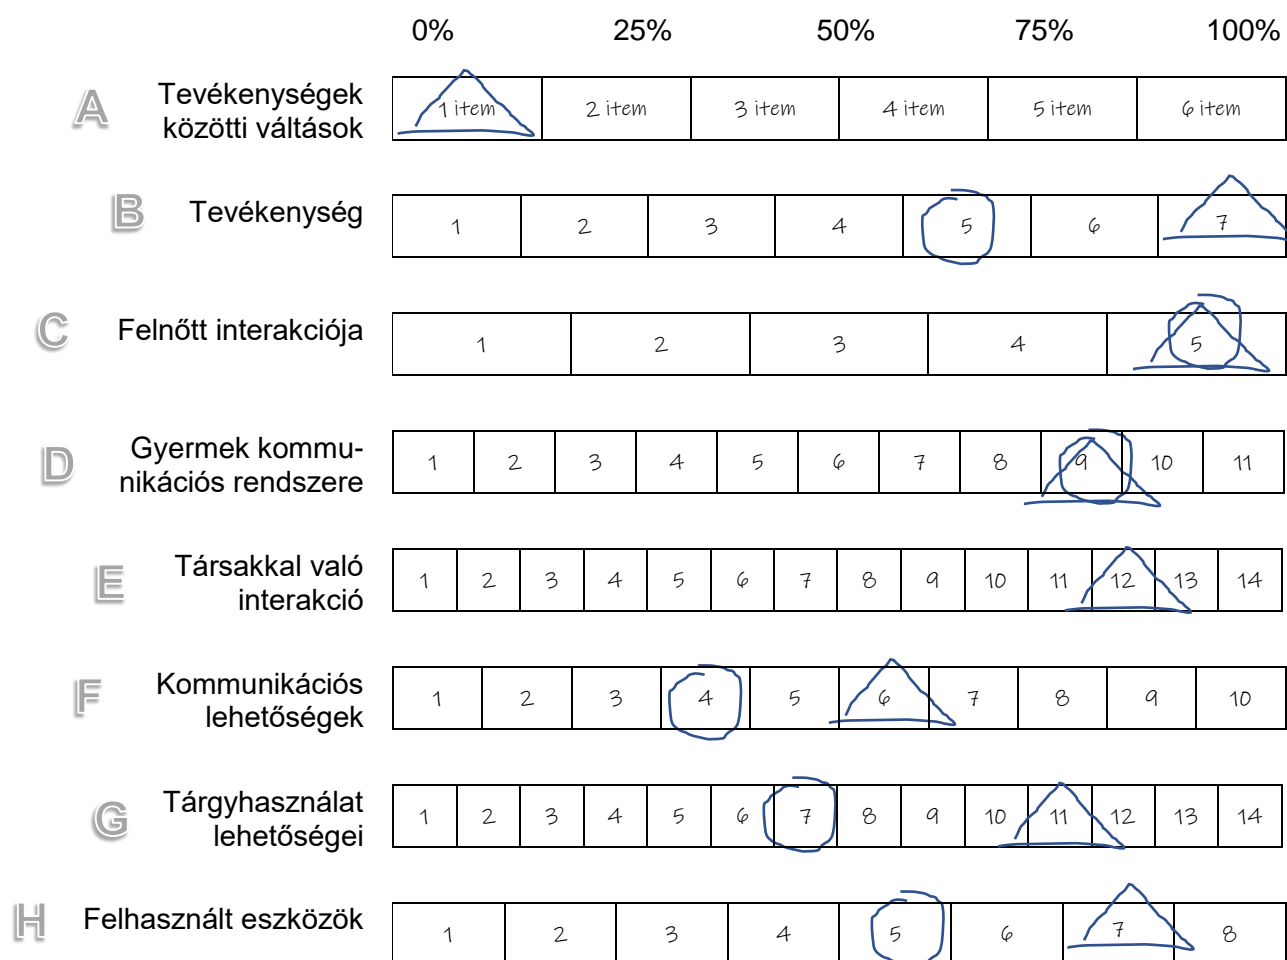 0% 25% 50% 75% 100%
A Tevékenységek
közötti váltások
1 item 2 item 3 item 4 item 5 item 6 item
B Tevékenység
1 2 3 4 5 6 7
C Felnőtt interakciója
1 2 3 4 5
D Gyermek kommu-
nikációs rendszere
1 2 3 4 5 6 7 8 9 10 11
E Társakkal való
interakció
1 2 3 4 5 6 7 8 9 10 11 12 13 14
F Kommunikációs
lehetőségek
1 2 3 4 5 6 7 8 9 10
G Tárgyhasználat
lehetőségei
1 2 3 4 5 6 7 8 9 10 11 12 13 14
H Felhasznált eszközök
1 2 3 4 5 6 7 8